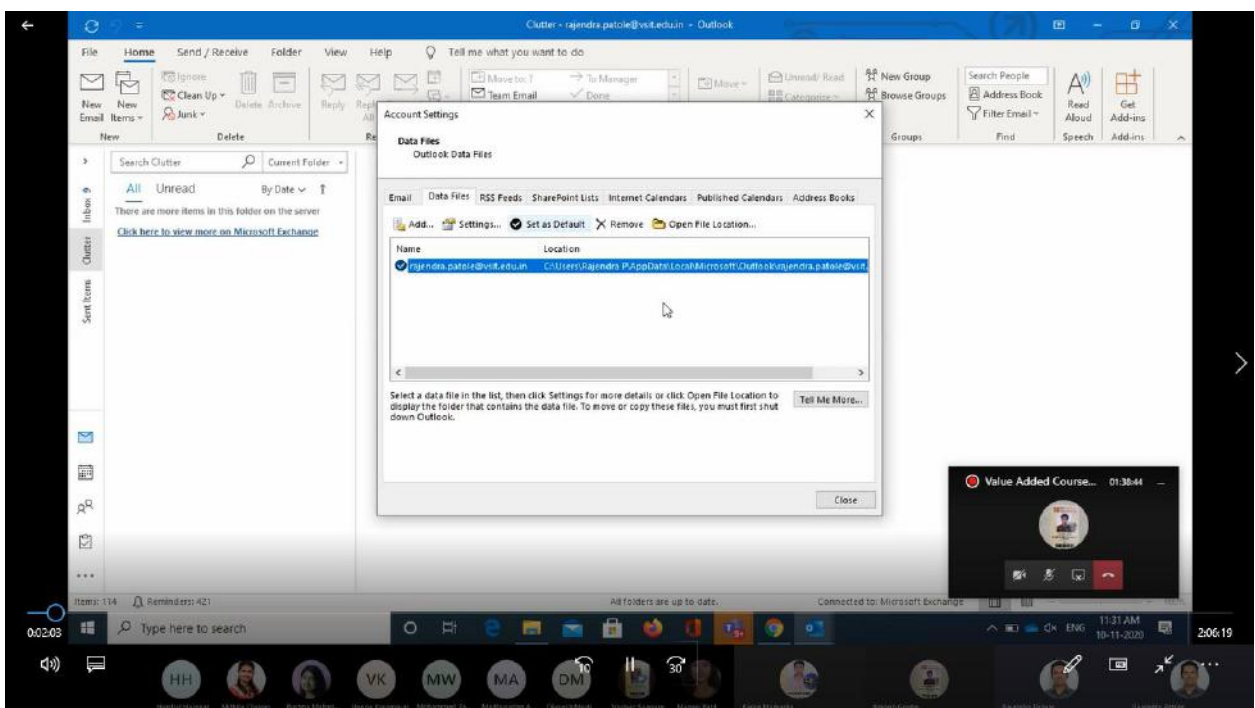 Clutter - rajendra.patole@vsit.edu.in - Outlook
File Home Send / Receive Folder View Help Tell me what you want to do
New Email
New Items
Ignore
Clean Up
Junk
Delete Archive
Reply
Move to: ?
Team Email
To Manager
Done
Move
Unread/ Read
Categorize
New Group
Browse Groups
Search People
Address Book
Filter Email
Read Aloud
Get Add-ins
New Delete Groups Find Speech Add-ins
Search Clutter Current Folder
All Unread By Date
There are more items in this folder on the server
Click here to view more on Microsoft Exchange
Inbox 6
Clutter
Sent Items
Account Settings
Data Files
Outlook Data Files
Email Data Files RSS Feeds SharePoint Lists Internet Calendars Published Calendars Address Books
Add... Settings... Set as Default Remove Open File Location...
Name Location
rajendra.patole@vsit.edu.in C:\Users\Rajendra P\AppData\Local\Microsoft\Outlook\rajendra.patole@vsit.
Select a data file in the list, then click Settings for more details or click Open File Location to
display the folder that contains the data file. To move or copy these files, you must first shut
down Outlook.
Tell Me More...
Close
Value Added Course... 01:38:44
Items: 114 Reminders: 421 All folders are up to date. Connected to: Microsoft Exchange
Type here to search
ENG
11:31 AM
10-11-2020
0:02:03
2:06:19
10
30
HH VK MW MA DM